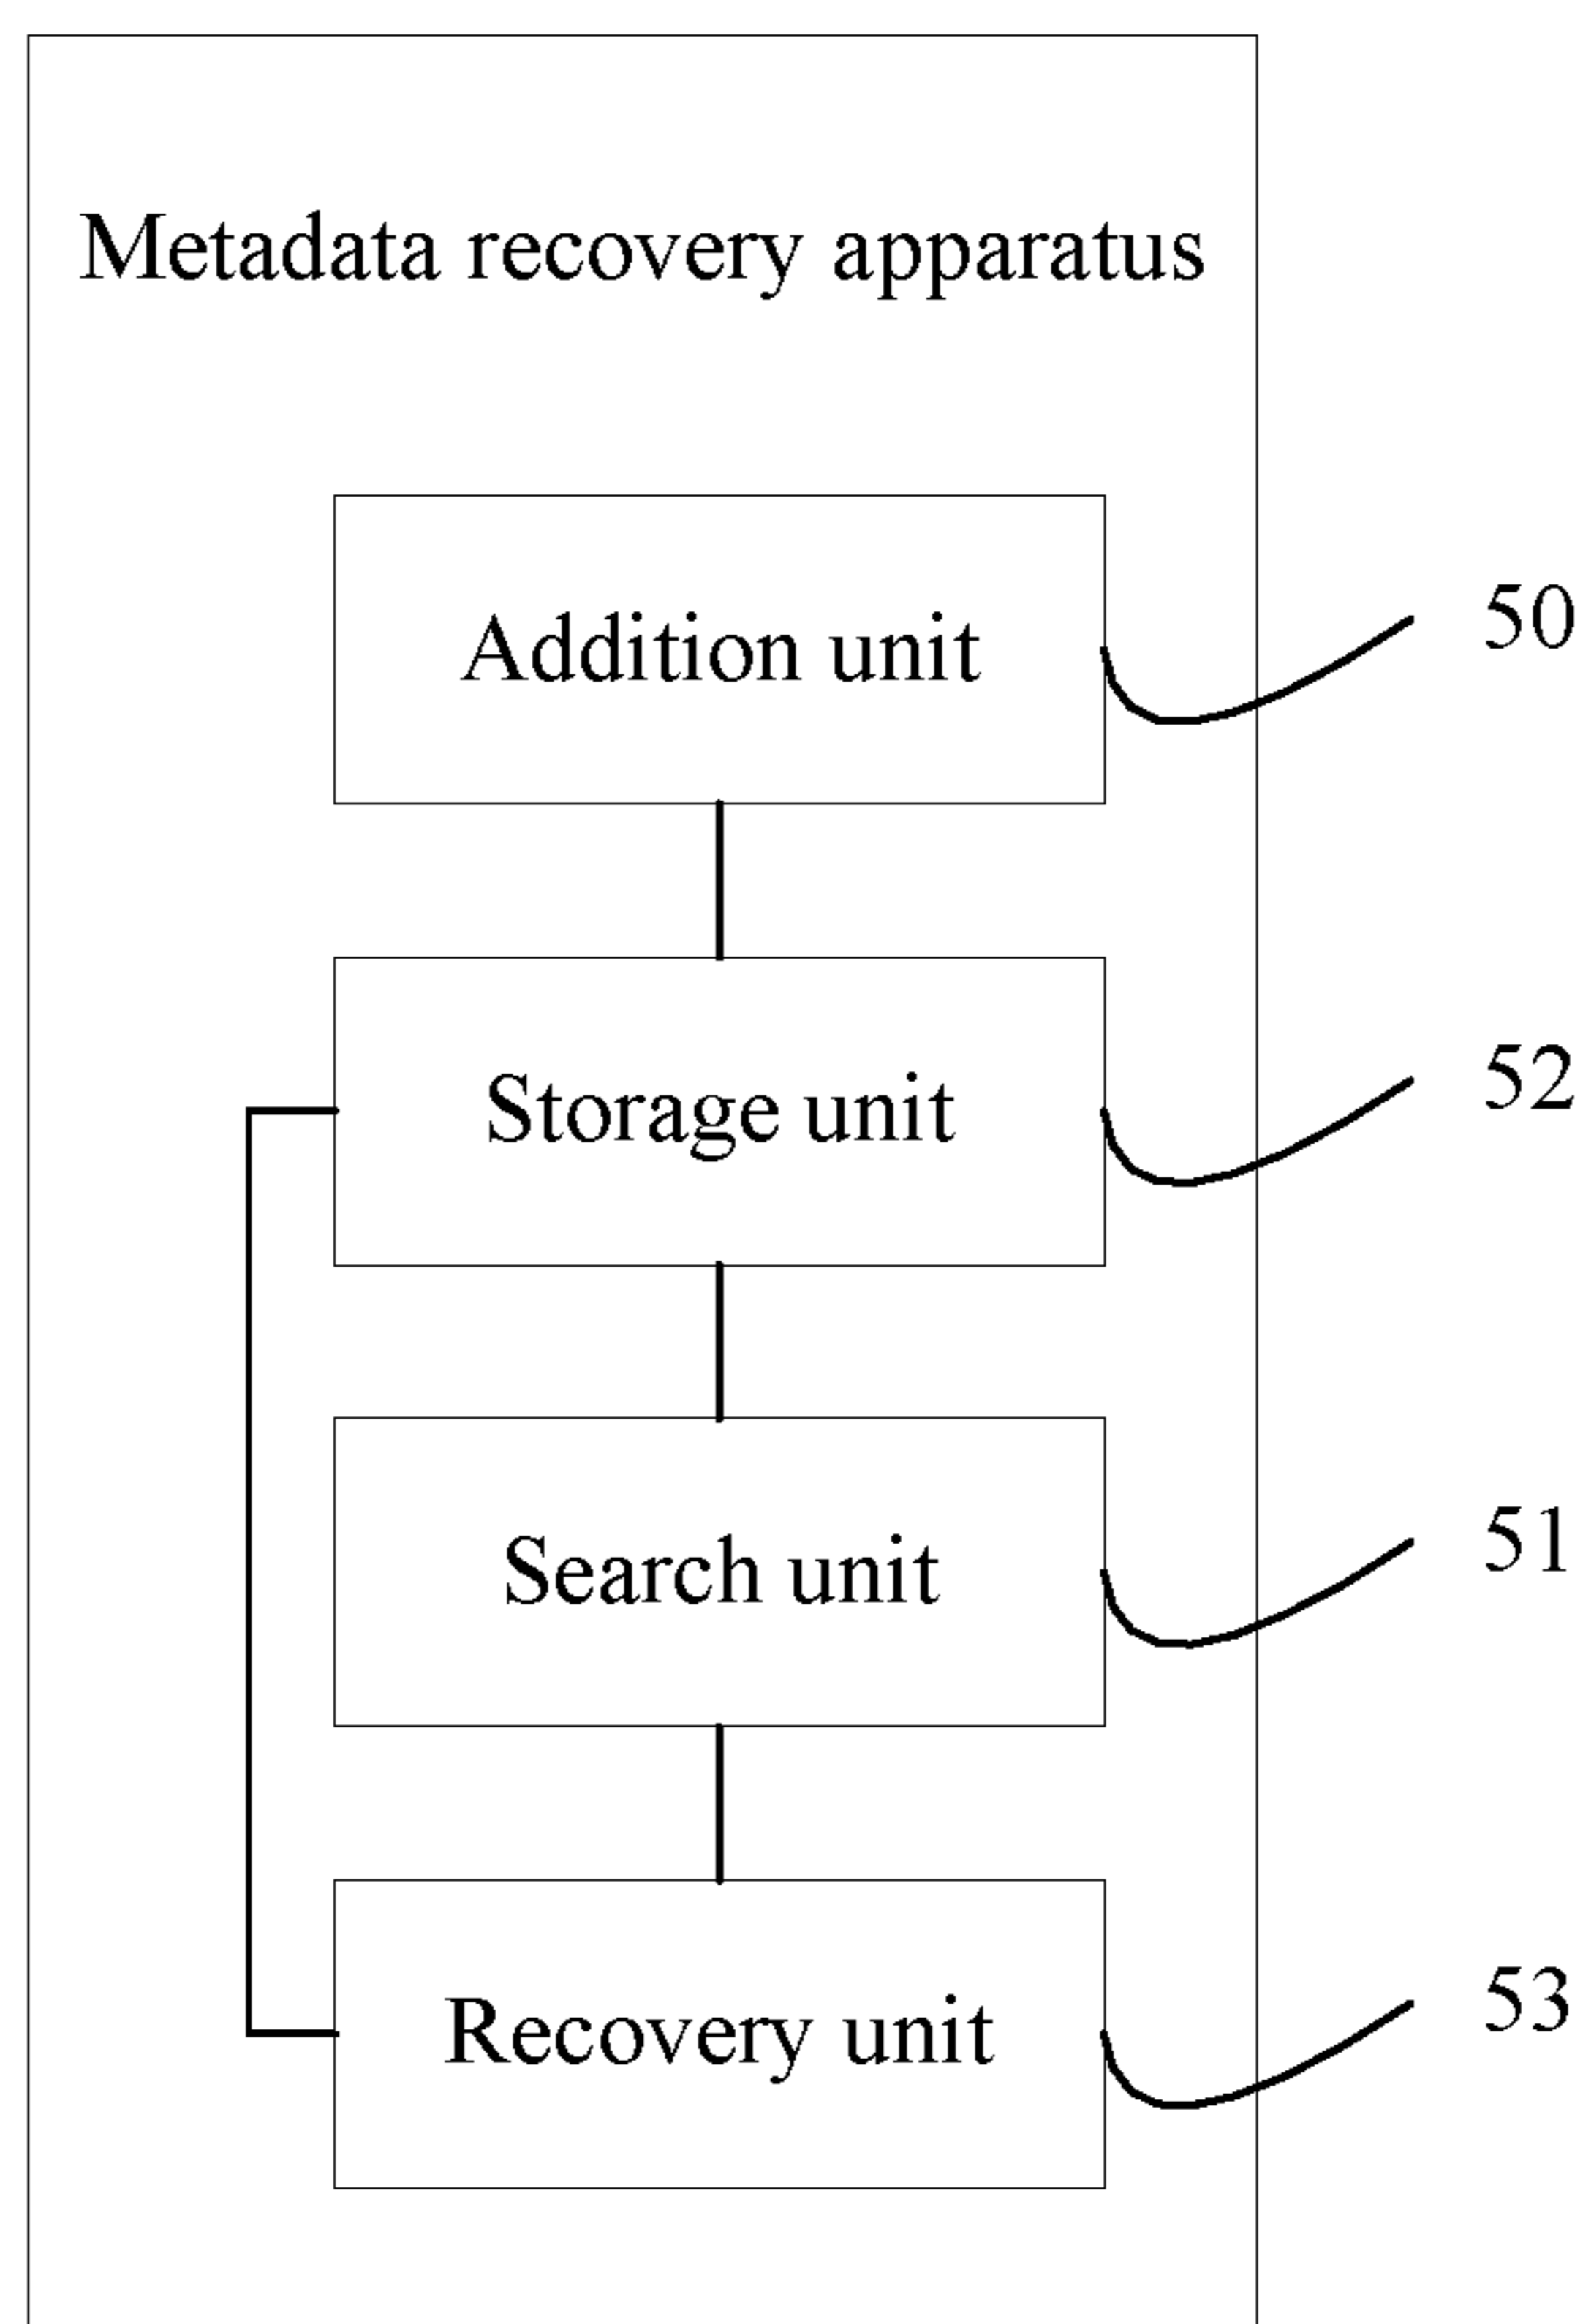 Metadata recovery apparatus
Addition unit
50
Storage unit
52
Search unit
51
Recovery unit
53